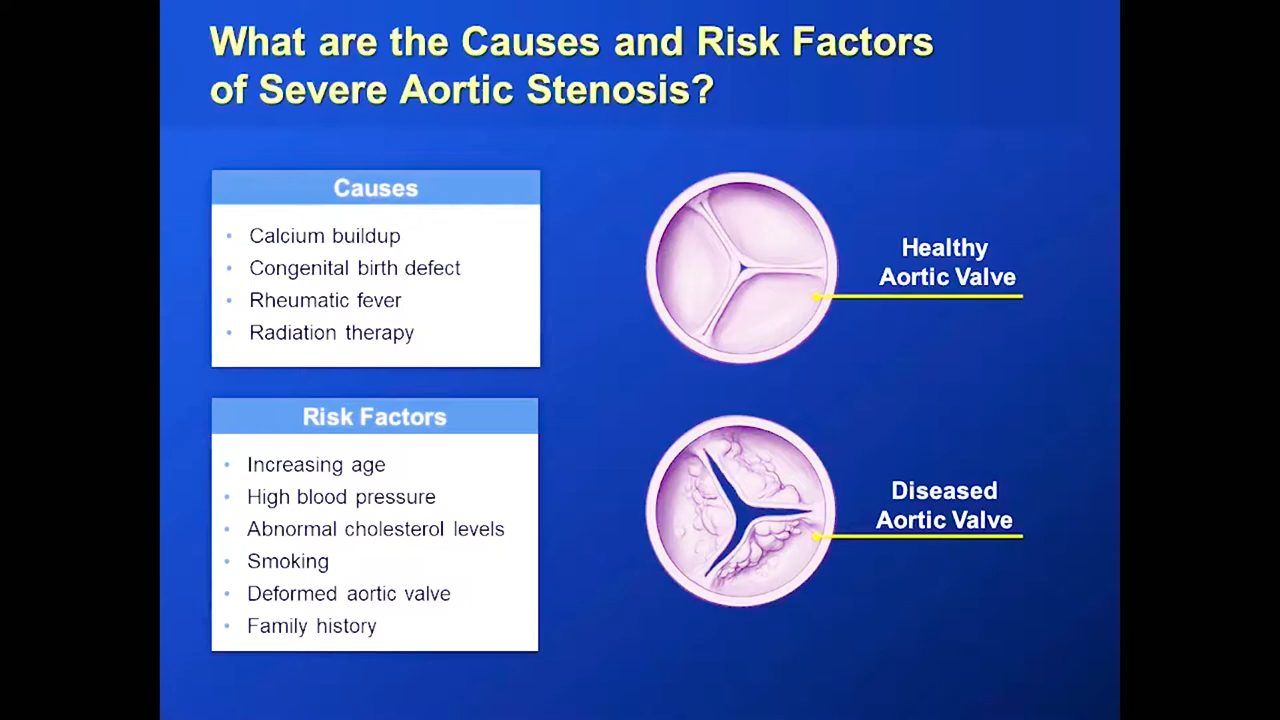 What are the Causes and Risk Factors
of Severe Aortic Stenosis?
Causes
• Calcium buildup
• Congenital birth defect
• Rheumatic fever
• Radiation therapy
Healthy
Aortic Valve
Risk Factors
• Increasing age
• High blood pressure
• Abnormal cholesterol levels
• Smoking
• Deformed aortic valve
• Family history
Diseased
Aortic Valve